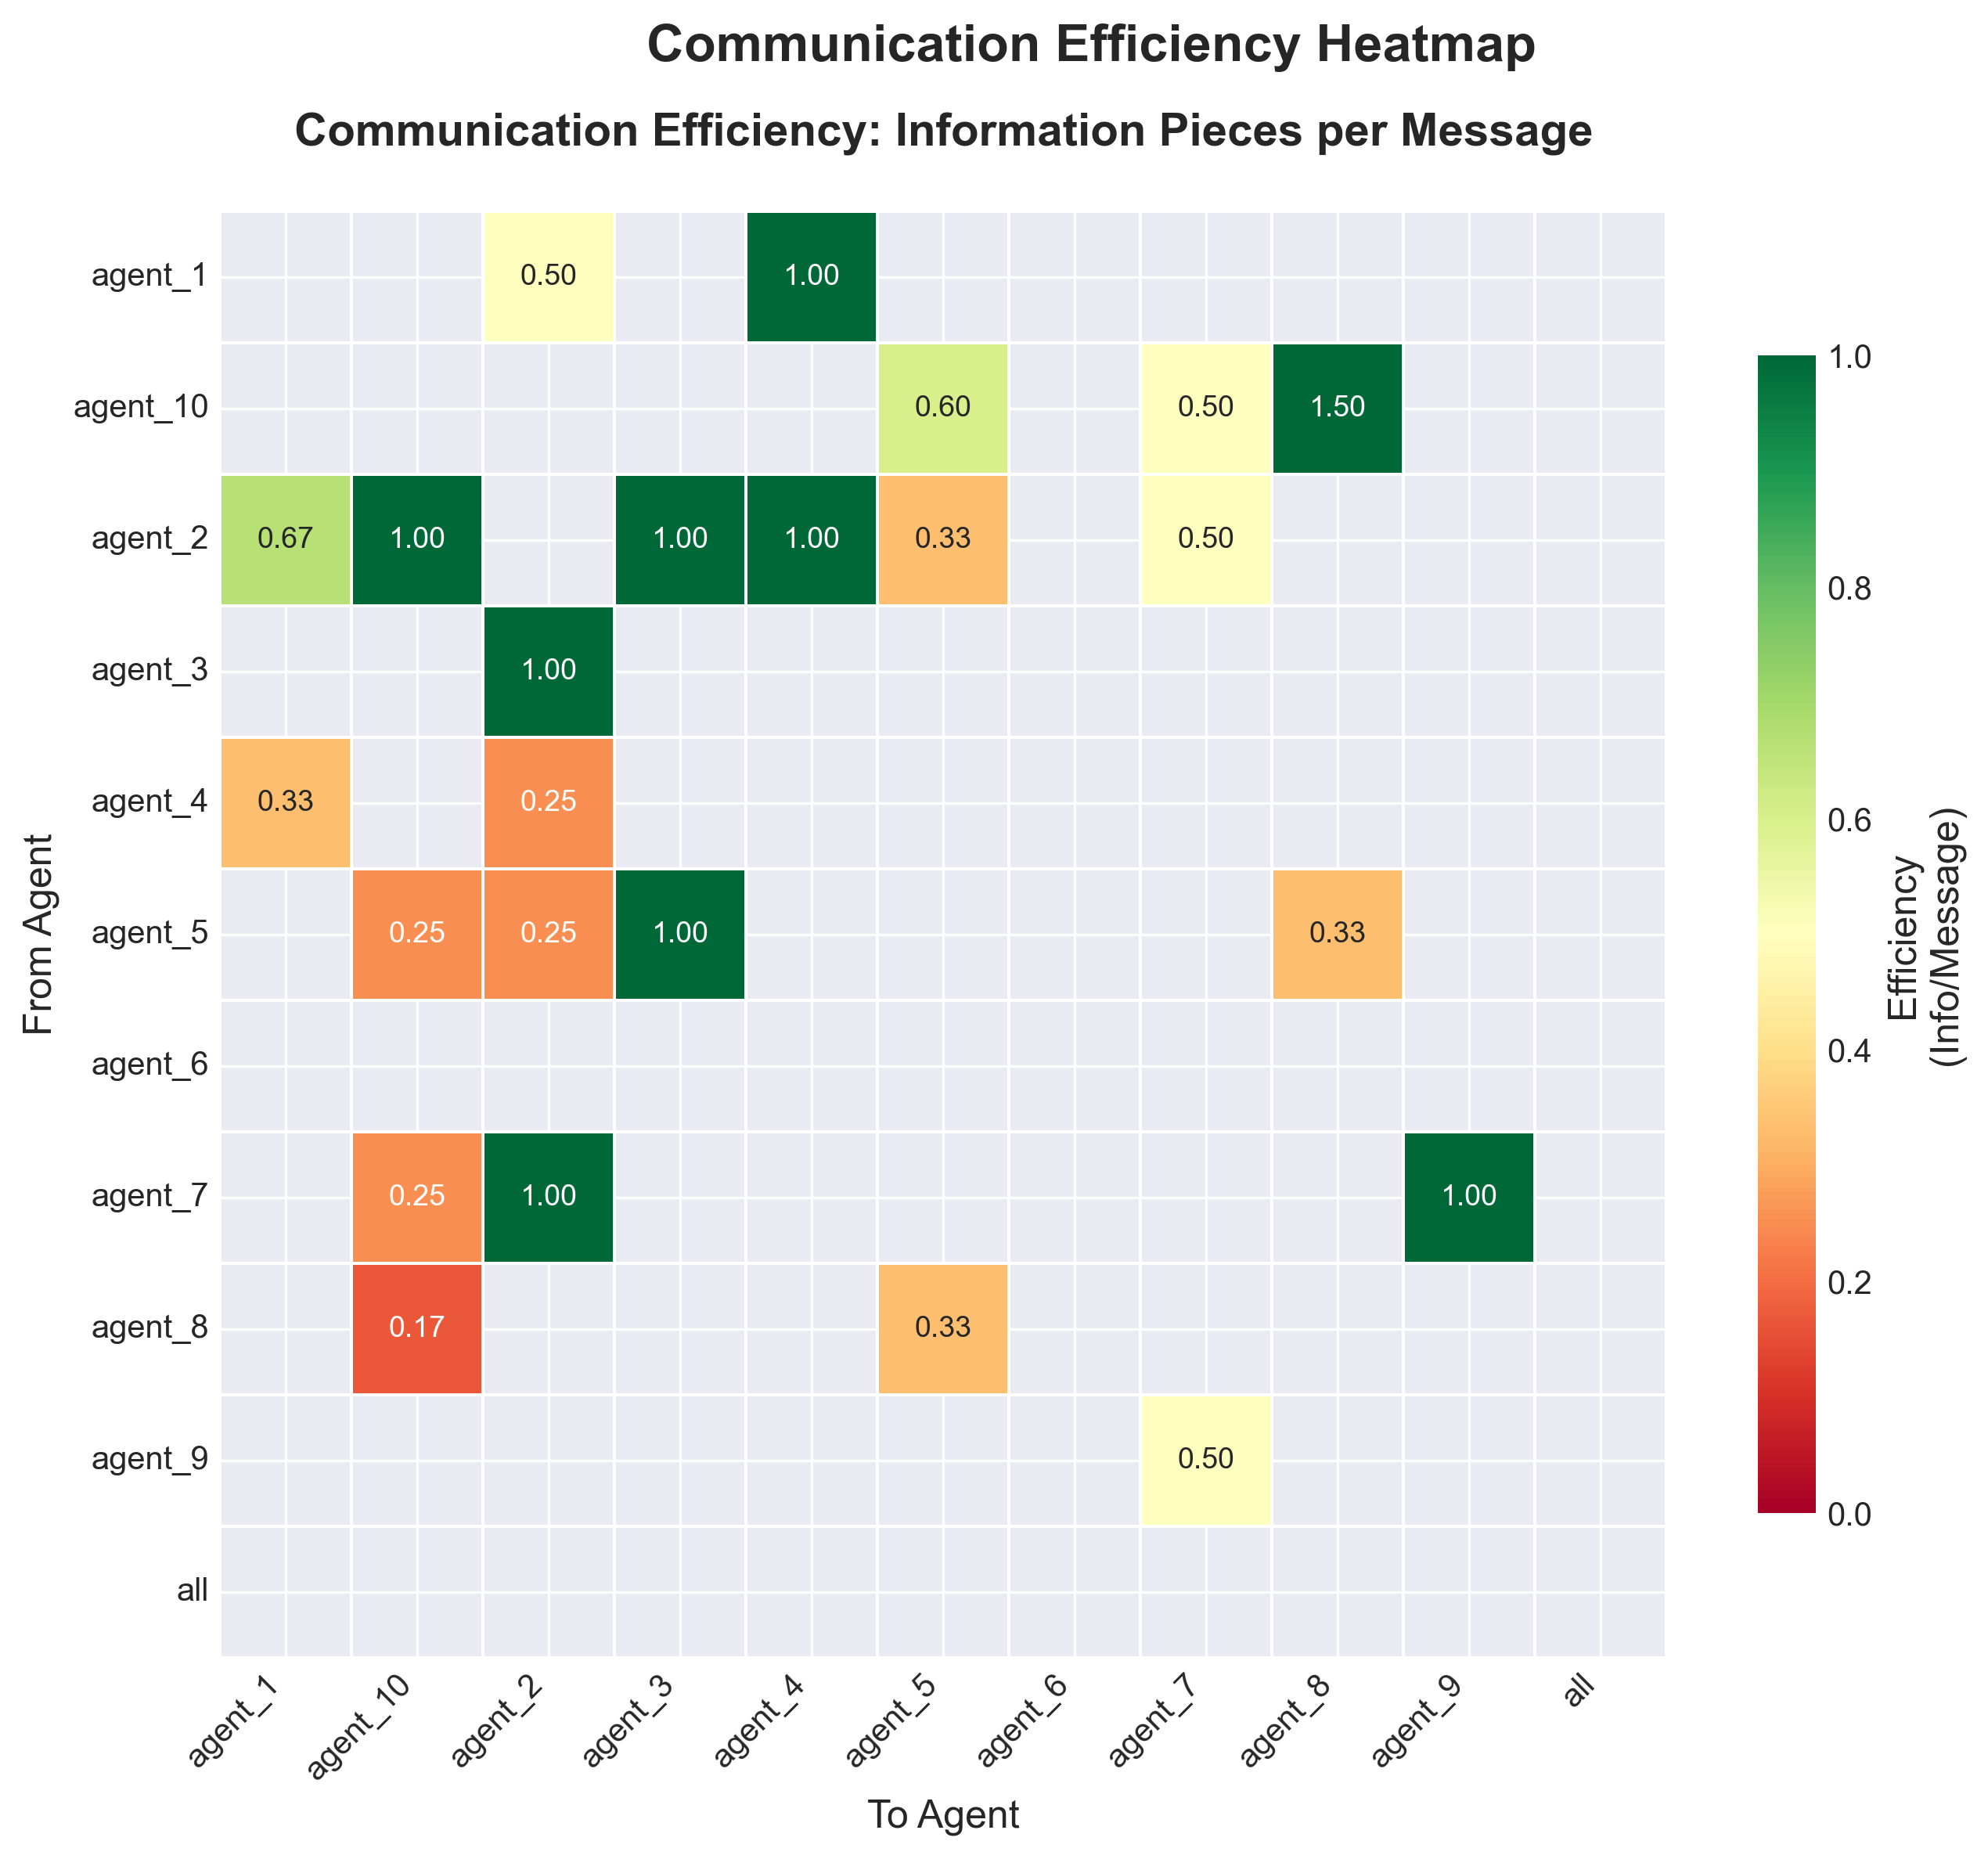 Communication Efficiency Heatmap
Communication Efficiency: Information Pieces per Message
agent_1 0.50 1.00
agent_10 0.60 0.50 1.50
agent_2 0.67 1.00 1.00 1.00 0.33 0.50
agent_3 1.00
agent_4 0.33 0.25
agent_5 0.25 0.25 1.00 0.33
agent_6
agent_7 0.25 1.00 1.00
agent_8 0.17 0.33
agent_9 0.50
all
From Agent
agent_1 agent_10 agent_2 agent_3 agent_4 agent_5 agent_6 agent_7 agent_8 agent_9 all
To Agent
1.0
0.8
0.6
0.4
0.2
0.0
Efficiency
(Info/Message)